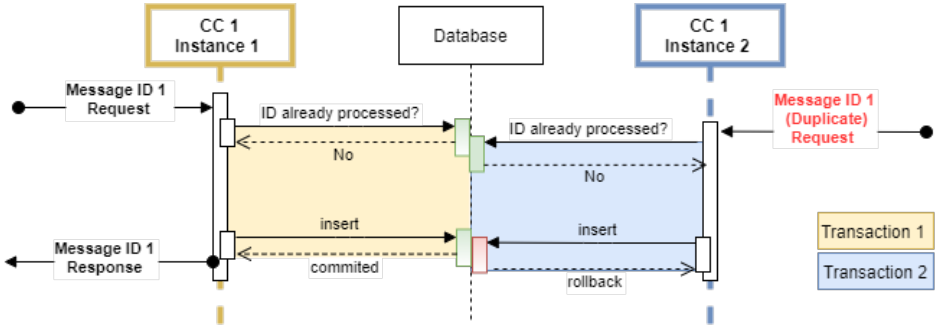 CC 1
Instance 1
Database
CC 1
Instance 2
Message ID 1
Request
ID already processed?
No
ID already processed?
No
Message ID 1
(Duplicate)
Request
insert
commited
insert
rollback
Message ID 1
Response
Transaction 1
Transaction 2